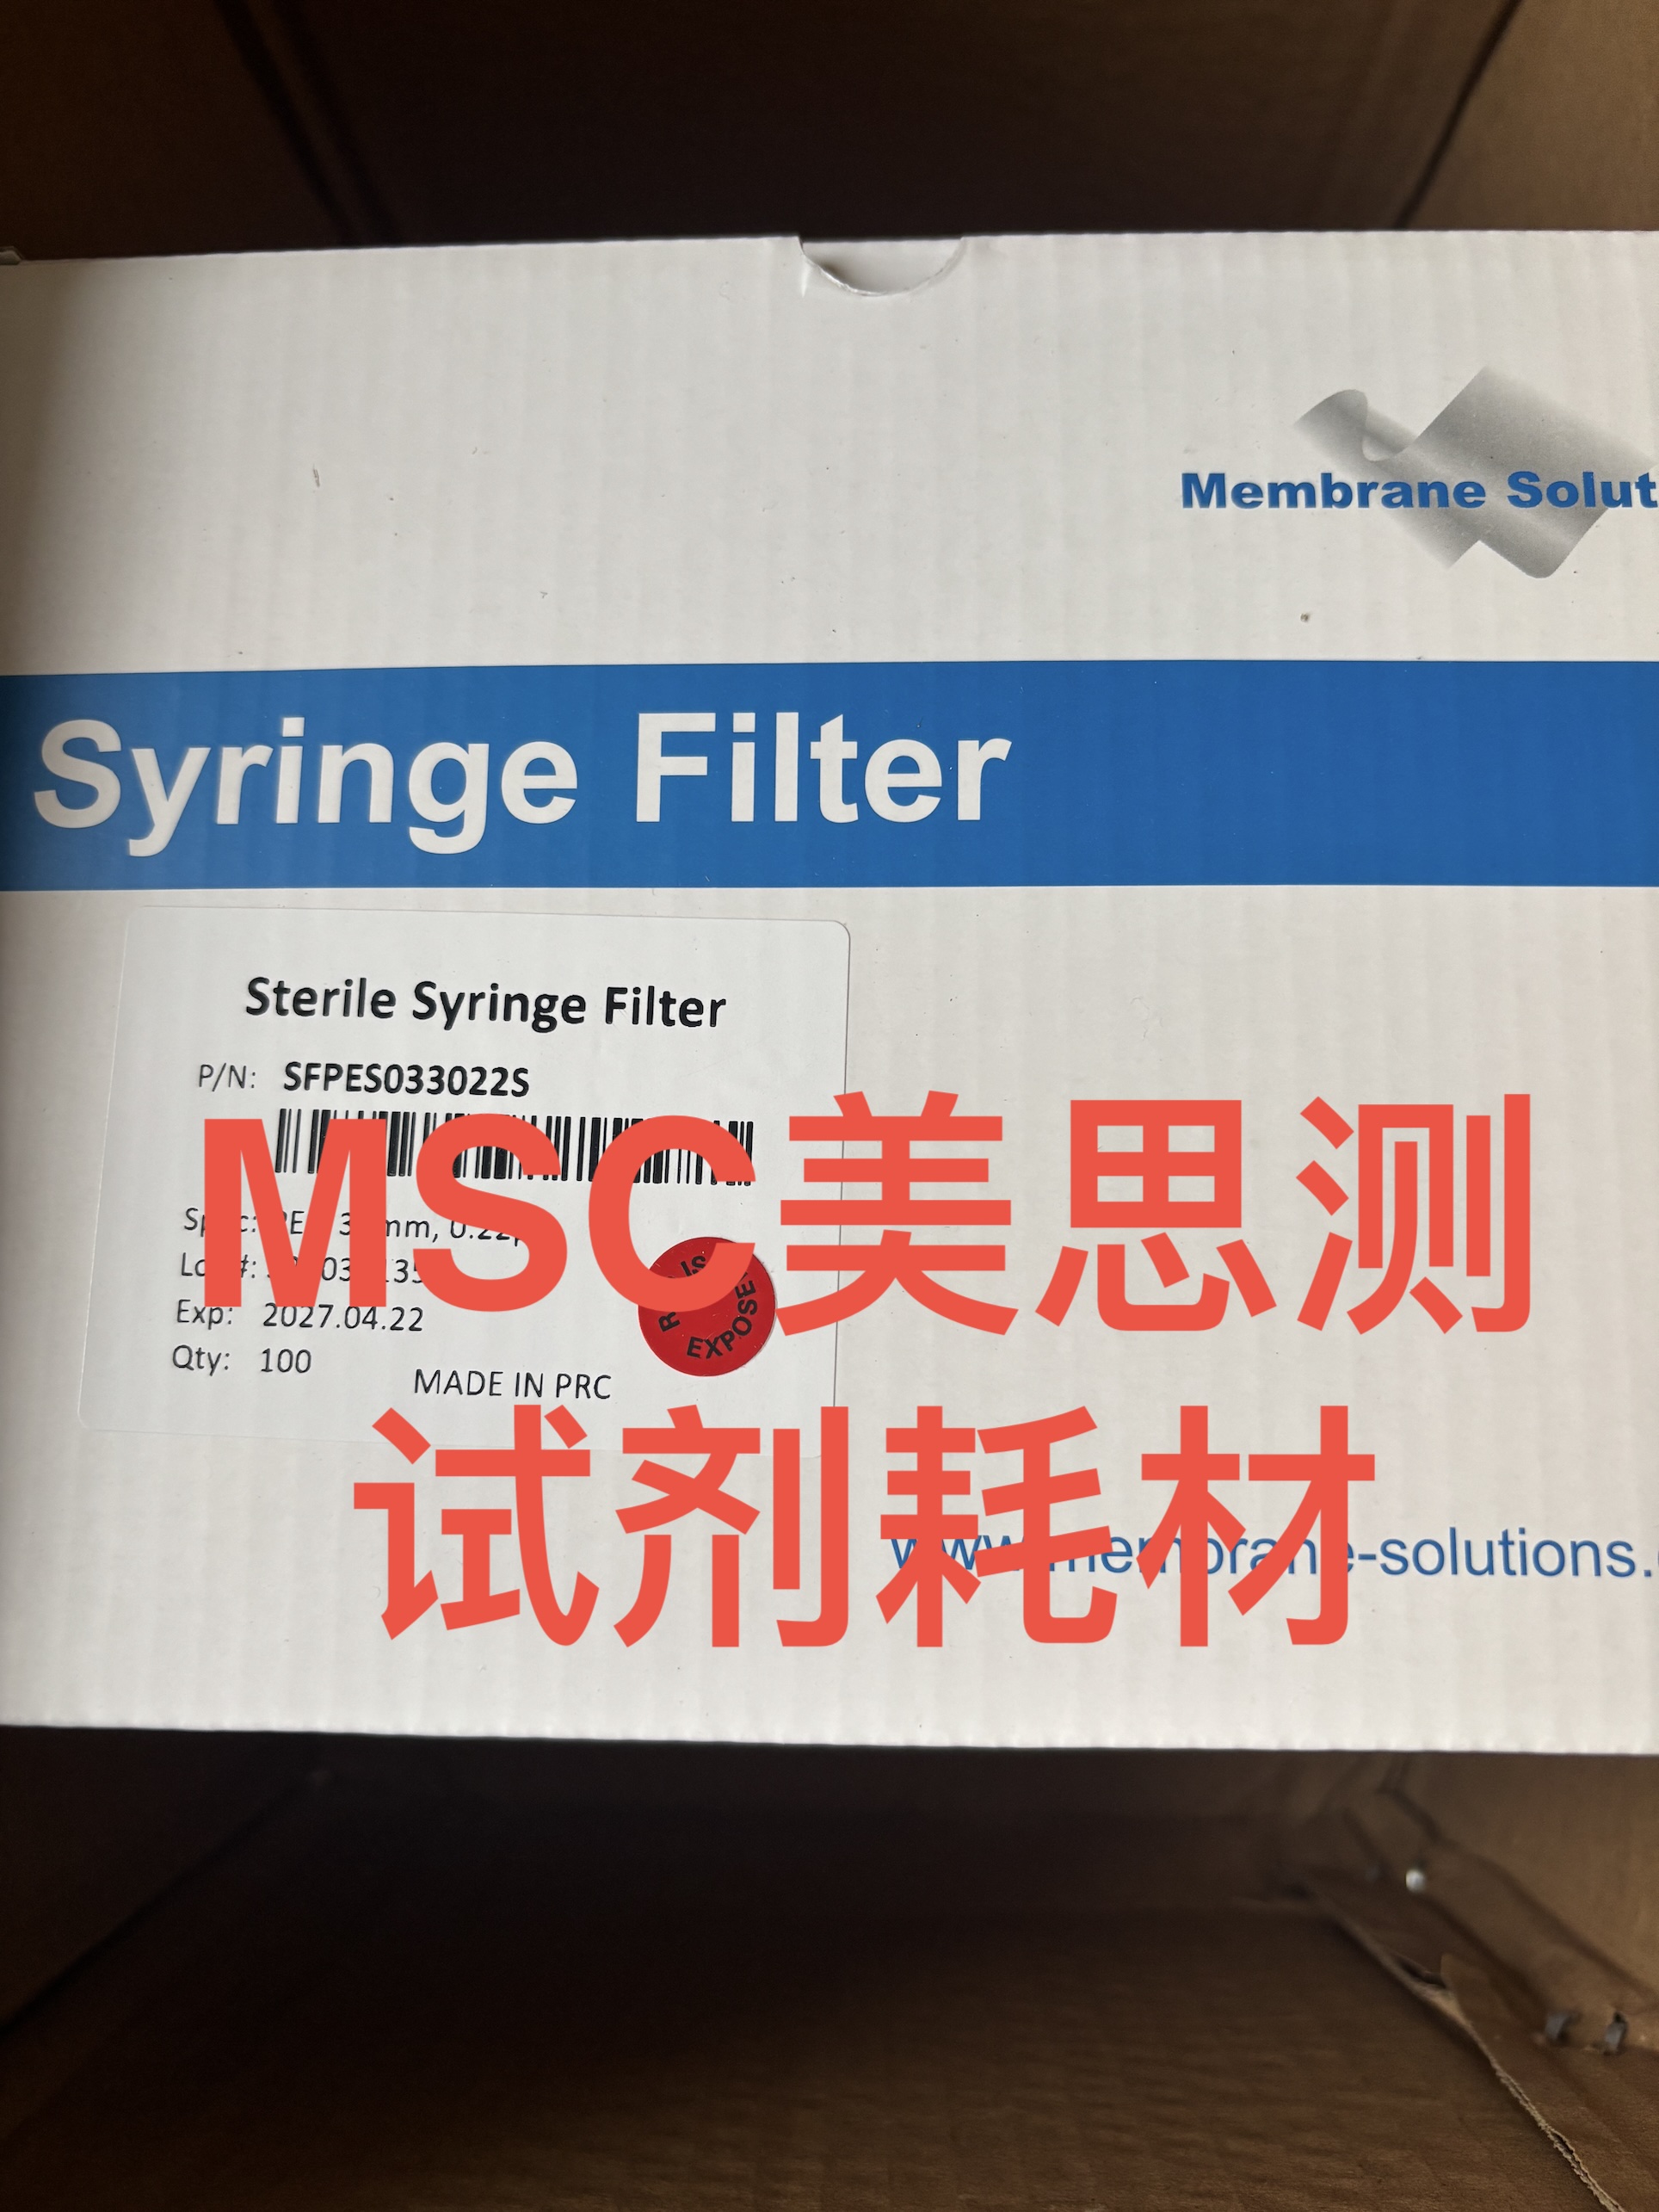 Membrane Solut
Syringe Filter
Sterile Syringe Filter
P/N: SFPES033022S
MSC美思测
Exp: 2027.04.22
EXPOSE
Qty: 100
MADE IN PRC
试剂耗材
-solutions.